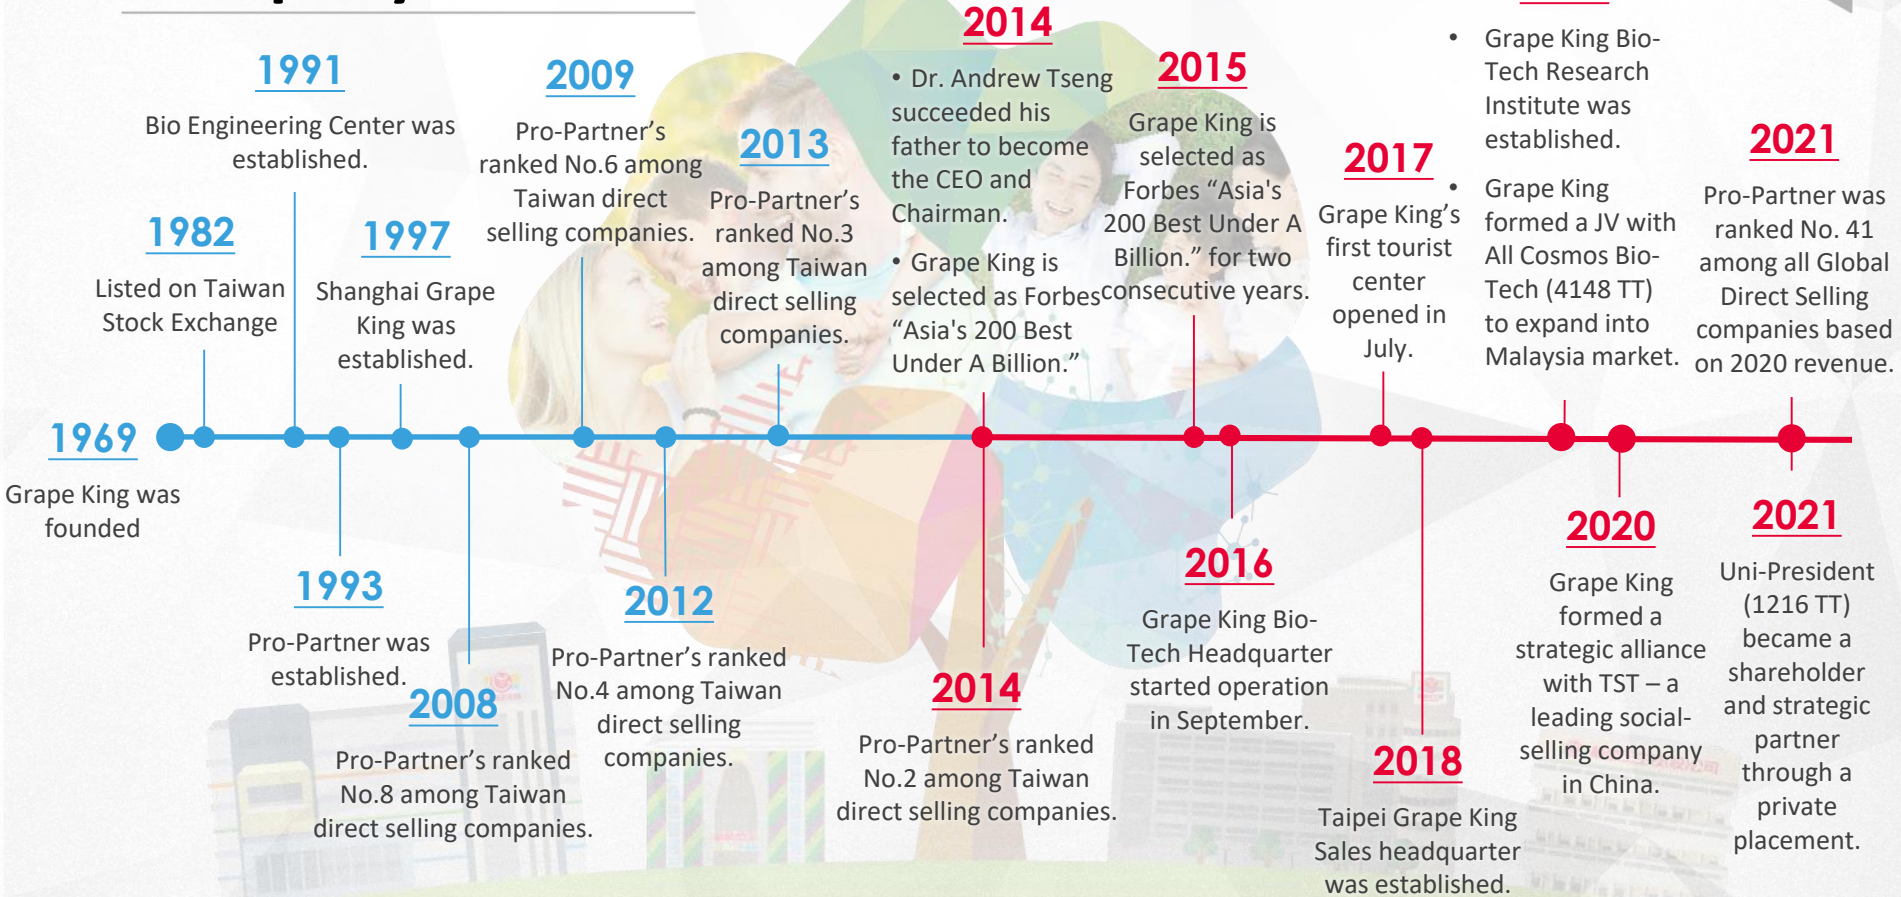 1969
Grape King was
founded
1982
Listed on Taiwan
Stock Exchange
1991
Bio Engineering Center was
established.
1993
Pro-Partner was
established.
1997
Shanghai Grape
King was
established.
2008
Pro-Partner's ranked
No.8 among Taiwan
direct selling companies.
2009
Pro-Partner's
ranked No.6 among
Taiwan direct
selling companies.
2012
Pro-Partner's ranked
No.4 among Taiwan
direct selling
companies.
2013
Pro-Partner's
ranked No.3
among Taiwan
direct selling
companies.
2014
• Dr. Andrew Tseng
succeeded his
father to become
the CEO and
Chairman.
• Grape King is
selected as Forbes
“Asia's 200 Best
Under A Billion.”
2014
Pro-Partner's ranked
No.2 among Taiwan
direct selling companies.
2015
Grape King is
selected as
Forbes “Asia's
200 Best Under A
Billion.” for two
consecutive years.
2016
Grape King Bio-
Tech Headquarter
started operation
in September.
2017
Grape King's
first tourist
center
opened in
July.
2018
Taipei Grape King
Sales headquarter
was established.
• Grape King Bio-
Tech Research
Institute was
established.
• Grape King
formed a JV with
All Cosmos Bio-
Tech (4148 TT)
to expand into
Malaysia market.
2020
Grape King
formed a
strategic alliance
with TST – a
leading social-
selling company
in China.
2021
Pro-Partner was
ranked No. 41
among all Global
Direct Selling
companies based
on 2020 revenue.
2021
Uni-President
(1216 TT)
became a
shareholder
and strategic
partner
through a
private
placement.